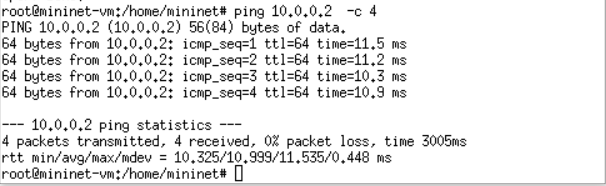 root@mininet-vm:/home/mininet# ping 10.0.0.2  -c 4
PING 10.0.0.2 (10.0.0.2) 56(84) bytes of data.
64 bytes from 10.0.0.2: icmp_seq=1 ttl=64 time=11.5 ms
64 bytes from 10.0.0.2: icmp_seq=2 ttl=64 time=11.2 ms
64 bytes from 10.0.0.2: icmp_seq=3 ttl=64 time=10.3 ms
64 bytes from 10.0.0.2: icmp_seq=4 ttl=64 time=10.9 ms
--- 10.0.0.2 ping statistics ---
4 packets transmitted, 4 received, 0% packet loss, time 3005ms
rtt min/avg/max/mdev = 10.325/10.999/11.535/0.448 ms
root@mininet-vm:/home/mininet#